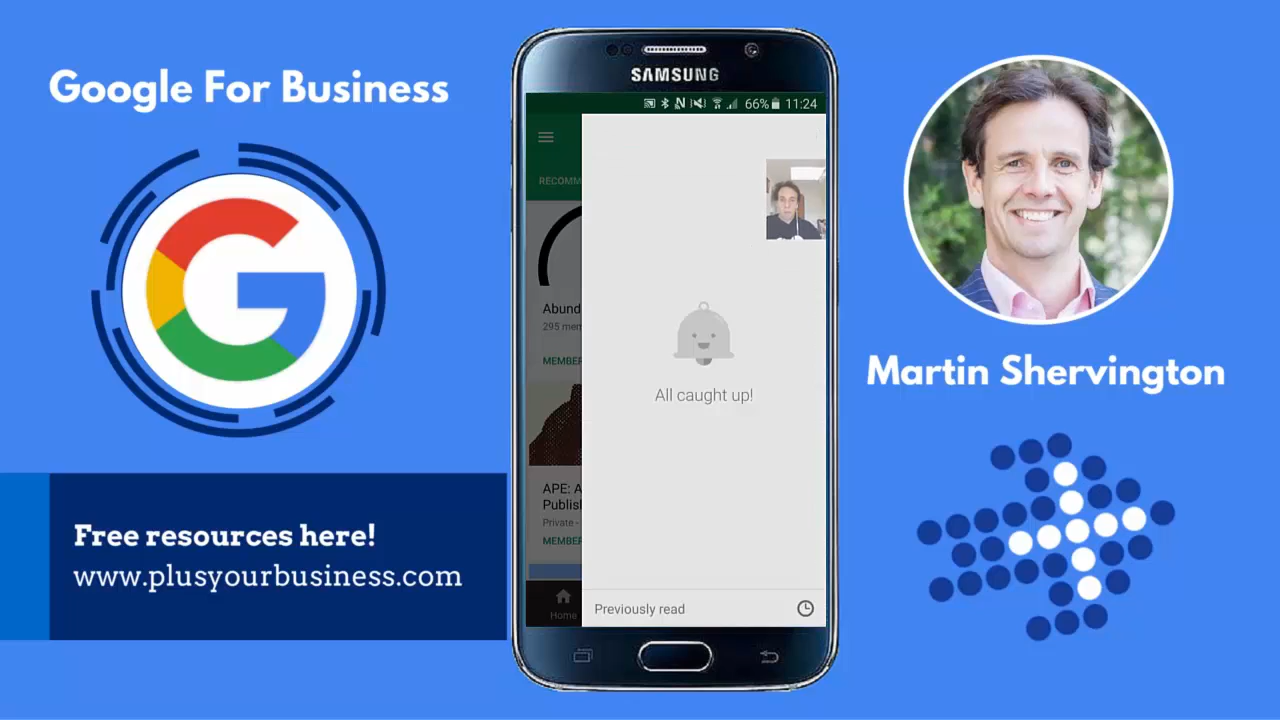 Google For Business
Free resources here!
www.plusyourbusiness.com
SAMSUNG
66% 11:24
RECOMM
Abund
295 mem
MEMBER
APE: A
Publish
Private -
MEMBER
Home
All caught up!
Previously read
Martin Shervington